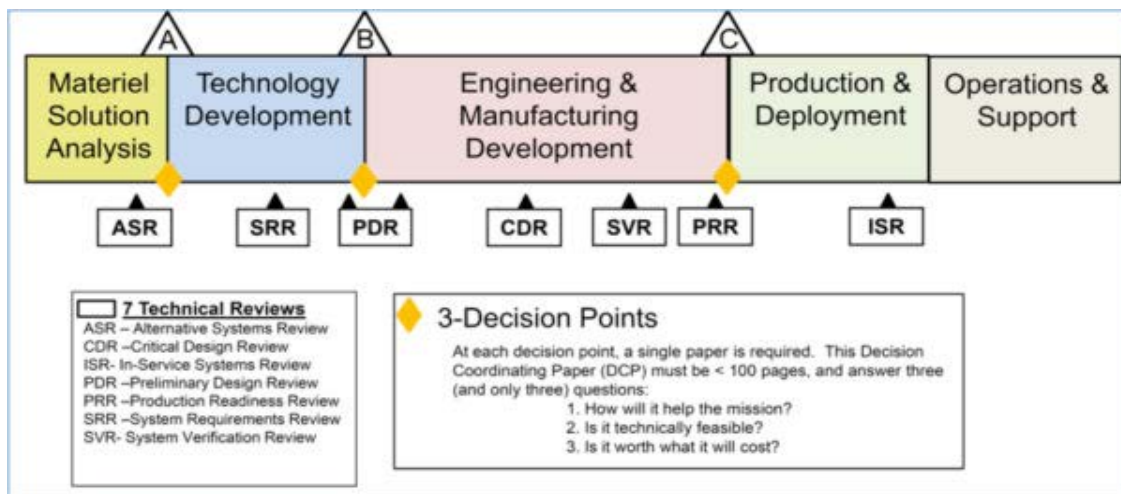 A
B
C
Materiel
Solution
Analysis
Technology
Development
Engineering &
Manufacturing
Development
Production &
Deployment
Operations &
Support
ASR
SRR
PDR
CDR
SVR
PRR
ISR
7 Technical Reviews
ASR – Alternative Systems Review
CDR –Critical Design Review
ISR- In-Service Systems Review
PDR –Preliminary Design Review
PRR –Production Readiness Review
SRR –System Requirements Review
SVR- System Verification Review
3-Decision Points
At each decision point, a single paper is required. This Decision
Coordinating Paper (DCP) must be < 100 pages, and answer three
(and only three) questions:
1. How will it help the mission?
2. Is it technically feasible?
3. Is it worth what it will cost?